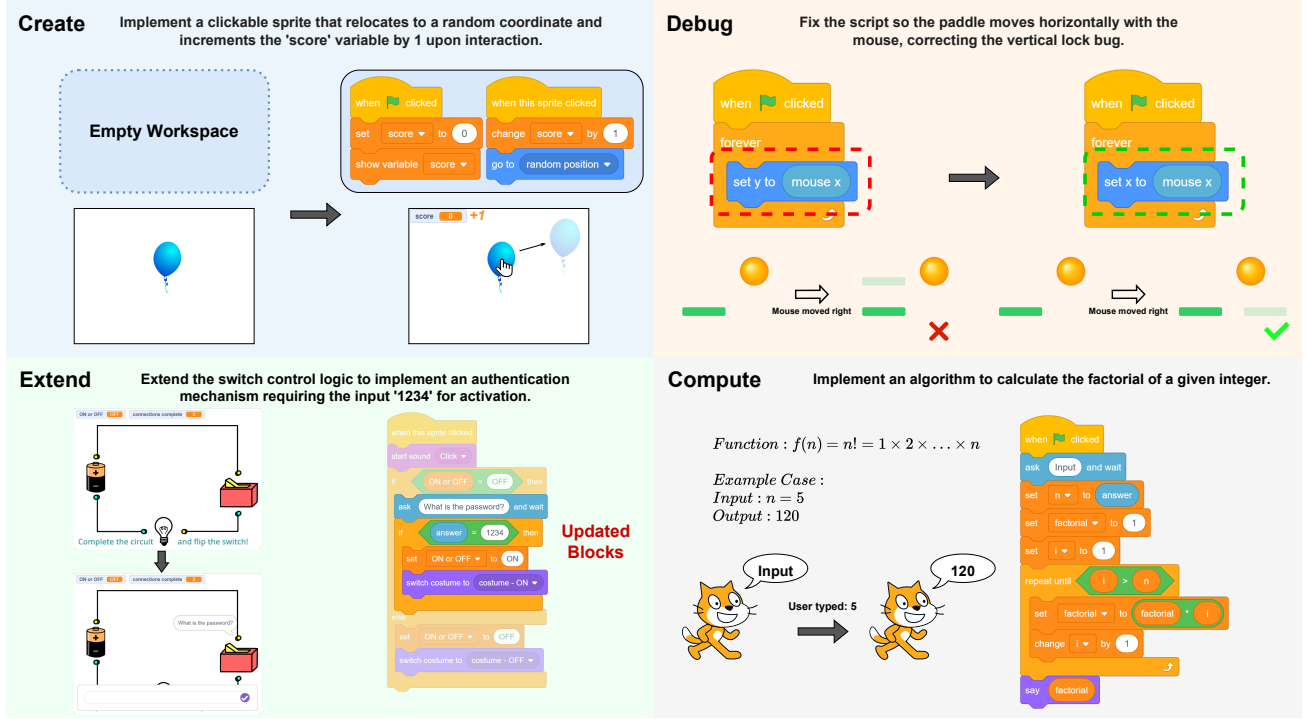 Create
Implement a clickable sprite that relocates to a random coordinate and
increments the 'score' variable by 1 upon interaction.
Empty Workspace
when clicked
set score to 0
show variable score
when this sprite clicked
change score by 1
go to random position
score 0 +1
Debug
Fix the script so the paddle moves horizontally with the
mouse, correcting the vertical lock bug.
when clicked
forever
set y to mouse x
when clicked
forever
set x to mouse x
Mouse moved right
Mouse moved right
Extend
Extend the switch control logic to implement an authentication
mechanism requiring the input '1234' for activation.
ON or OFF OFF connections complete 3
Complete the circuit and flip the switch!
ON or OFF OFF connections complete 3
What is the password?
when this sprite clicked
start sound Click
if ON or OFF = OFF then
ask What is the password? and wait
if answer = 1234 then
set ON or OFF to ON
switch costume to costume - ON
else
set ON or OFF to OFF
switch costume to costume - OFF
Updated
Blocks
Compute
Implement an algorithm to calculate the factorial of a given integer.
Function : f(n) = n! = 1 × 2 × . . . × n
Example Case :
Input : n = 5
Output : 120
Input
User typed: 5
120
when clicked
ask Input and wait
set n to answer
set factorial to 1
set i to 1
repeat until i > n
set factorial to factorial * i
change i by 1
say factorial